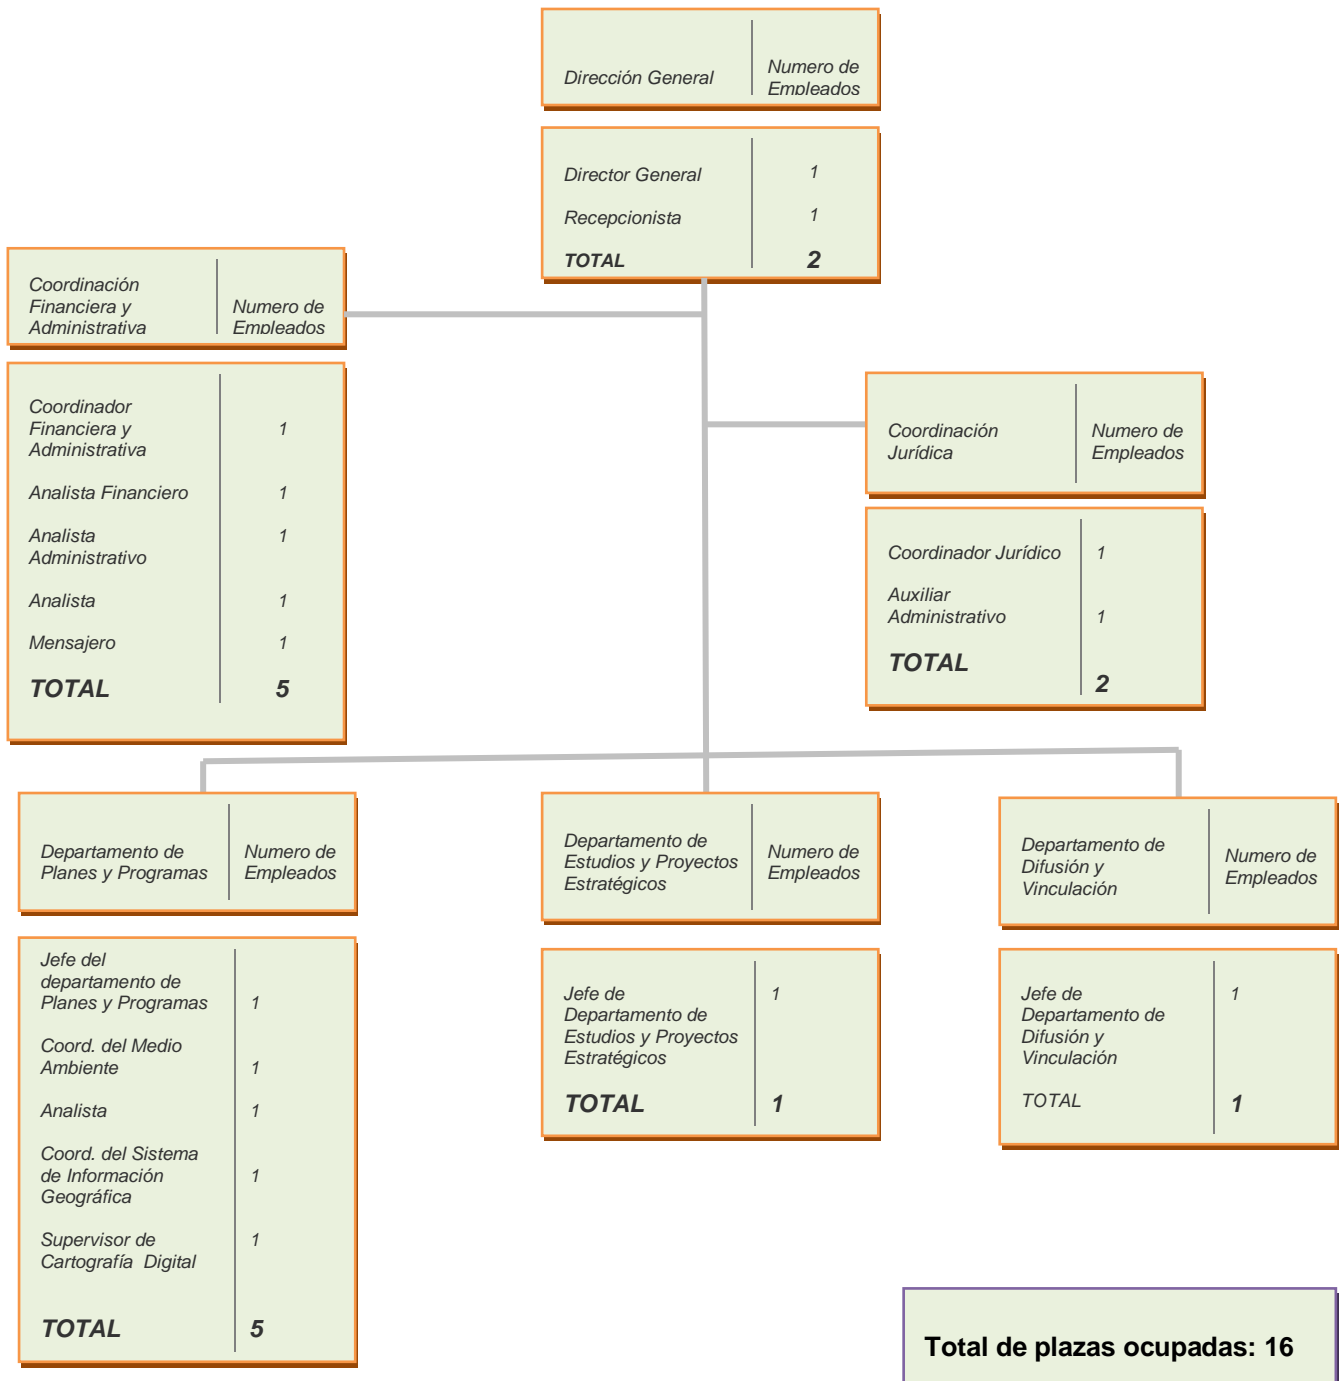 Dirección General
Numero de
Empleados
Director General 1
Recepcionista 1
TOTAL 2
Coordinación
Financiera y
Administrativa
Numero de
Empleados
Coordinador
Financiera y 1
Administrativa
Analista Financiero 1
Analista 1
Administrativo
Analista 1
Mensajero 1
TOTAL 5
Coordinación
Jurídica
Numero de
Empleados
Coordinador Jurídico 1
Auxiliar
Administrativo 1
TOTAL
2
Departamento de
Planes y Programas
Numero de
Empleados
Jefe del
departamento de
Planes y Programas 1
Coord. del Medio
Ambiente 1
Analista 1
Coord. del Sistema
de Información 1
Geográfica
Supervisor de 1
Cartografía Digital
TOTAL 5
Departamento de
Estudios y Proyectos
Estratégicos
Numero de
Empleados
Jefe de 1
Departamento de
Estudios y Proyectos
Estratégicos
TOTAL 1
Departamento de
Difusión y
Vinculación
Numero de
Empleados
Jefe de 1
Departamento de
Difusión y
Vinculación
TOTAL 1
Total de plazas ocupadas: 16